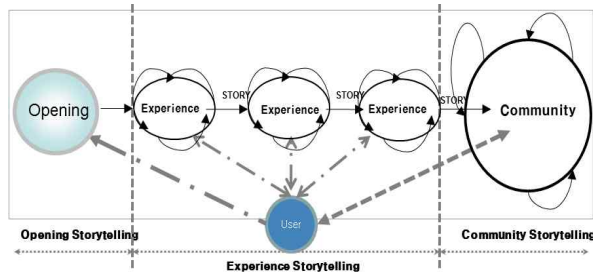 Opening
Experience
STORY
Experience
STORY
Experience
STORY
Community
User
Opening Storytelling
Experience Storytelling
Community Storytelling